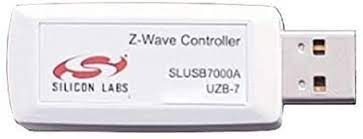 Z-Wave Controller
SLUSB7000A
UZB-7
SILICON LABS